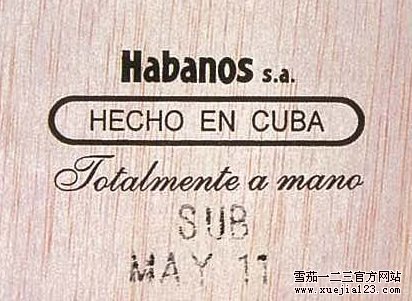 Habanos s.a.
HECHO EN CUBA
Totalmente a mano
SUB
MAY 11
雪茄一二三官方网站
www.xuejia123.com